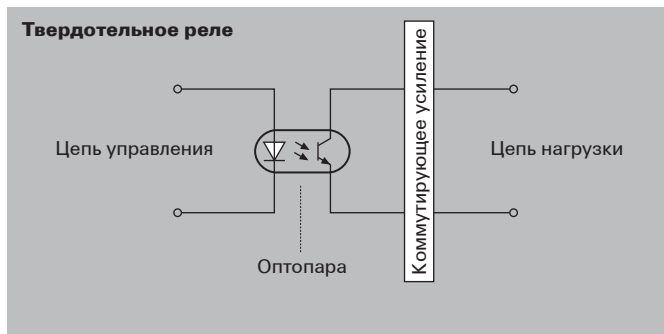 Твердотельное реле
Коммутирующее усиление
Цепь управления
Цепь нагрузки
Оптопара